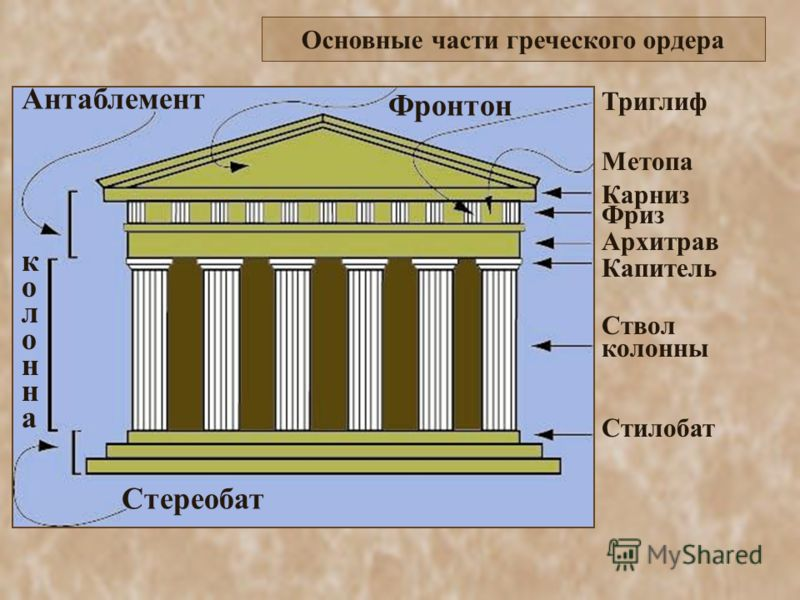 Основные части греческого ордера
Антаблемент
Фронтон
Триглиф
Метопа
Карниз
Фриз
Архитрав
Капитель
колонна
Ствол
колонны
Стилобат
Стереобат
MyShared